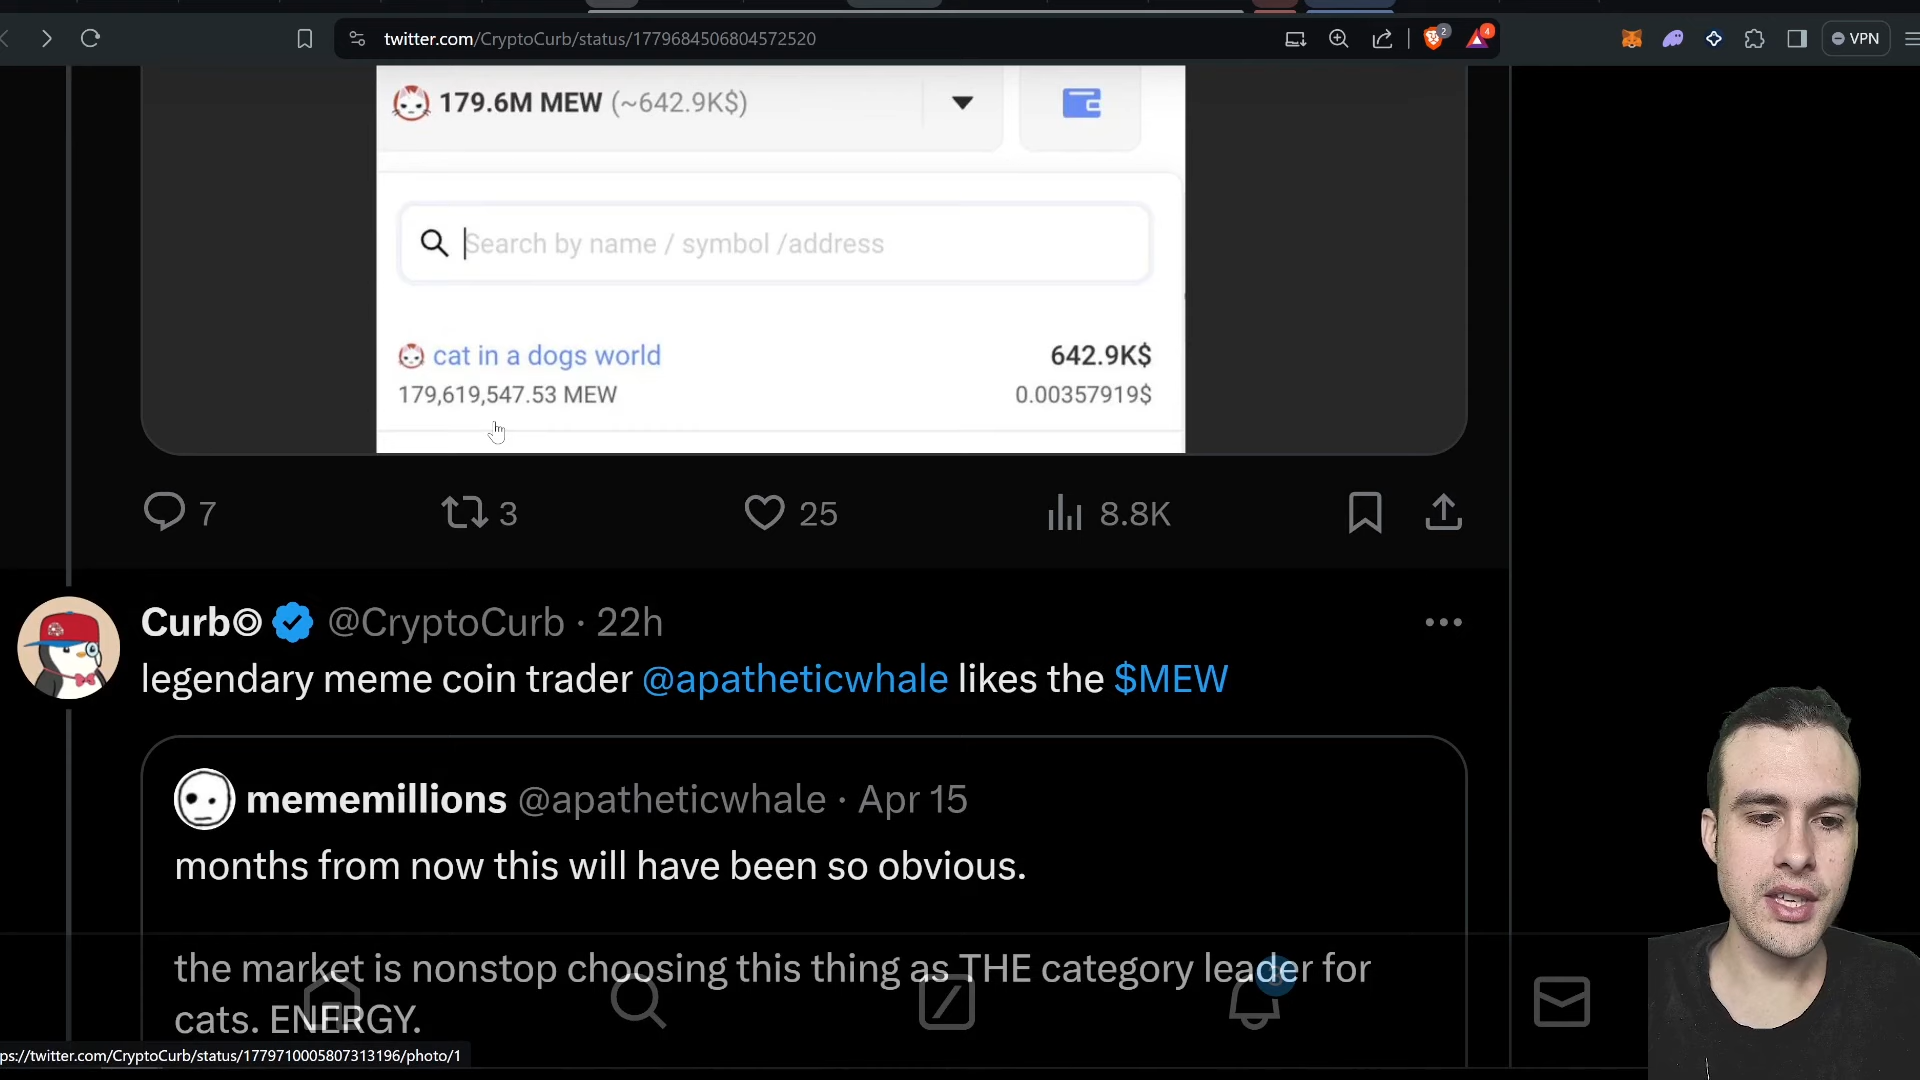 twitter.com/CryptoCurb/status/1779684506804572520
2
4
VPN
179.6M MEW (~642.9K$)
Search by name / symbol /address
cat in a dogs world
642.9K$
179,619,547.53 MEW
0.00357919$
7
3
25
8.8K
Curb @CryptoCurb · 22h
legendary meme coin trader @apatheticwhale likes the $MEW
mememillions @apatheticwhale · Apr 15
months from now this will have been so obvious.
the market is nonstop choosing this thing as THE category leader for
cats. ENERGY.
ps://twitter.com/CryptoCurb/status/1779710005807313196/photo/1